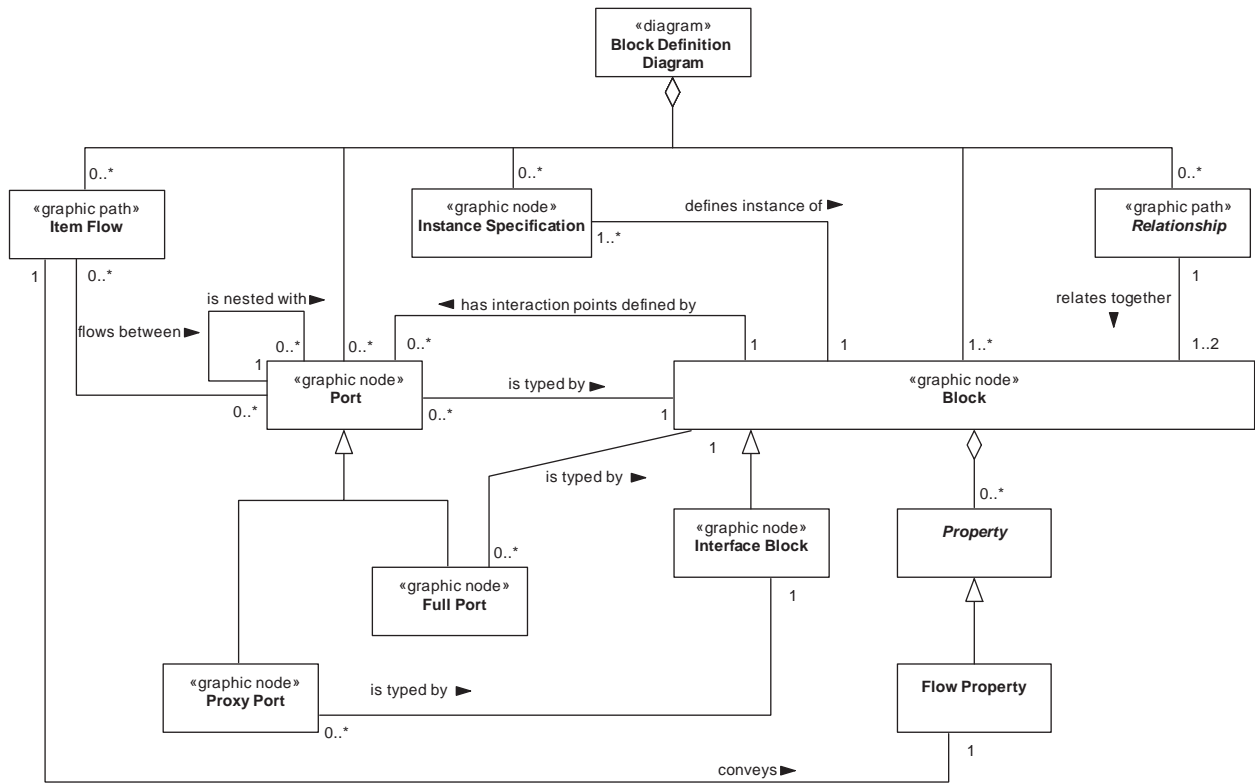 «diagram»
Block Definition
Diagram
0..*
0..*
0..*
«graphic path»
Item Flow
«graphic node»
Instance Specification
defines instance of
«graphic path»
Relationship
1..*
1
0..*
1
is nested with
has interaction points defined by
relates together
flows between
0..*
0..*
0..*
1
1
1..*
1..2
1
«graphic node»
Port
is typed by
«graphic node»
Block
0..*
0..*
1
1
is typed by
0..*
«graphic node»
Interface Block
Property
0..*
«graphic node»
Full Port
1
«graphic node»
Proxy Port
is typed by
Flow Property
0..*
1
conveys